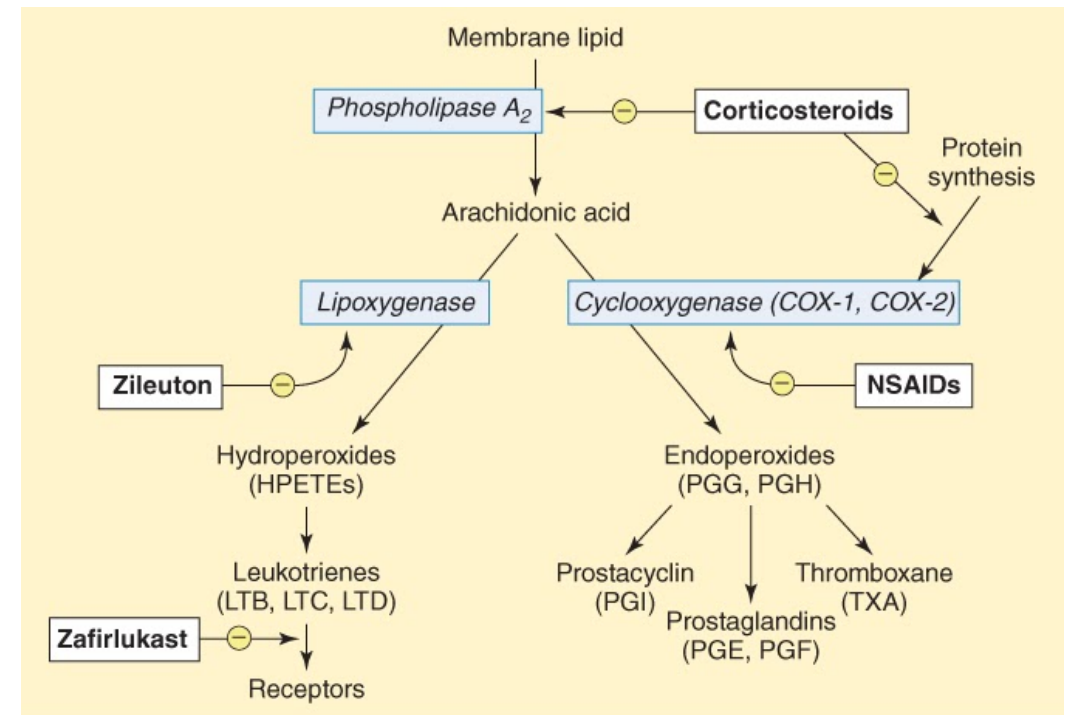 Membrane lipid
Phospholipase A2
⊖
Corticosteroids
Protein
synthesis
⊖
Arachidonic acid
Lipoxygenase
Cyclooxygenase (COX-1, COX-2)
Zileuton
⊖
⊖
NSAIDs
Hydroperoxides
(HPETEs)
Endoperoxides
(PGG, PGH)
Leukotrienes
(LTB, LTC, LTD)
Prostacyclin
(PGI)
Thromboxane
(TXA)
Prostaglandins
(PGE, PGF)
Zafirlukast
⊖
Receptors